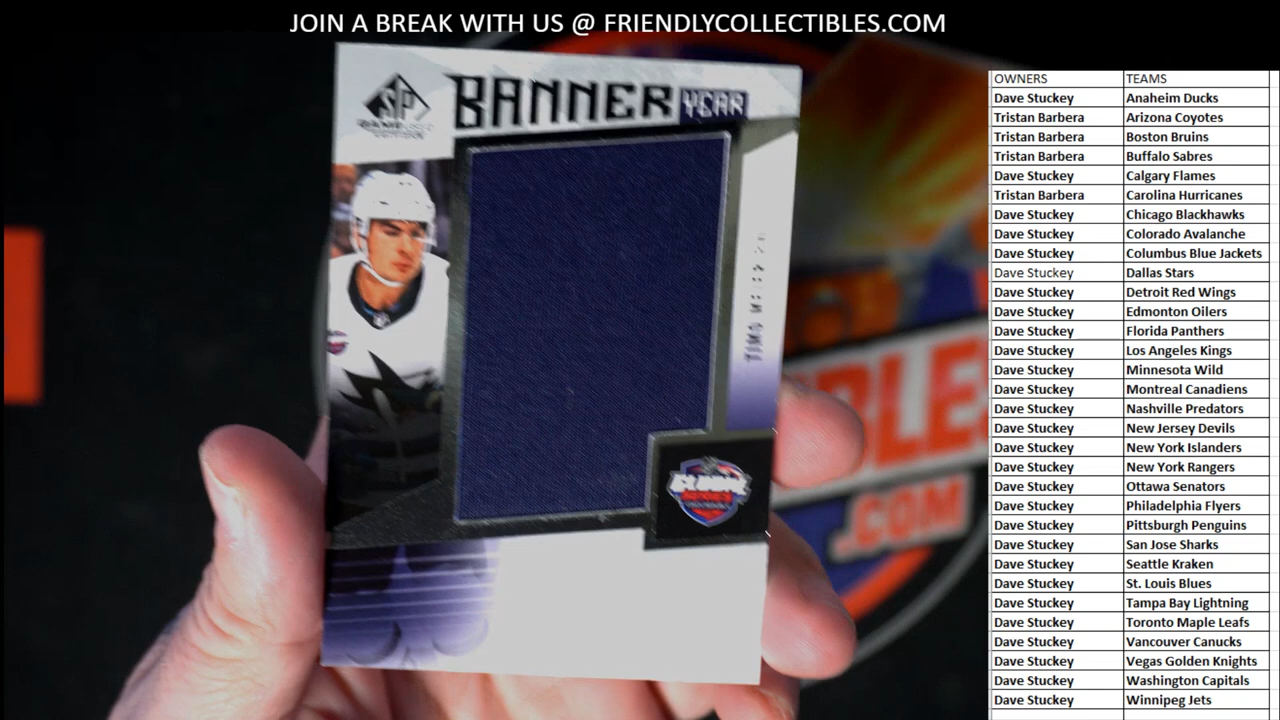 JOIN A BREAK WITH US @ FRIENDLYCOLLECTIBLES.COM
SP
BANNER YEAR
GLOBAL
SERIES
BLES
.COM
OWNERS TEAMS
Dave Stuckey Anaheim Ducks
Tristan Barbera Arizona Coyotes
Tristan Barbera Boston Bruins
Tristan Barbera Buffalo Sabres
Dave Stuckey Calgary Flames
Tristan Barbera Carolina Hurricanes
Dave Stuckey Chicago Blackhawks
Dave Stuckey Colorado Avalanche
Dave Stuckey Columbus Blue Jackets
Dave Stuckey Dallas Stars
Dave Stuckey Detroit Red Wings
Dave Stuckey Edmonton Oilers
Dave Stuckey Florida Panthers
Dave Stuckey Los Angeles Kings
Dave Stuckey Minnesota Wild
Dave Stuckey Montreal Canadiens
Dave Stuckey Nashville Predators
Dave Stuckey New Jersey Devils
Dave Stuckey New York Islanders
Dave Stuckey New York Rangers
Dave Stuckey Ottawa Senators
Dave Stuckey Philadelphia Flyers
Dave Stuckey Pittsburgh Penguins
Dave Stuckey San Jose Sharks
Dave Stuckey Seattle Kraken
Dave Stuckey St. Louis Blues
Dave Stuckey Tampa Bay Lightning
Dave Stuckey Toronto Maple Leafs
Dave Stuckey Vancouver Canucks
Dave Stuckey Vegas Golden Knights
Dave Stuckey Washington Capitals
Dave Stuckey Winnipeg Jets